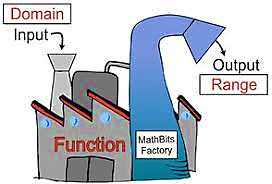 Domain
Input
Output
Range
Function
MathBits
Factory